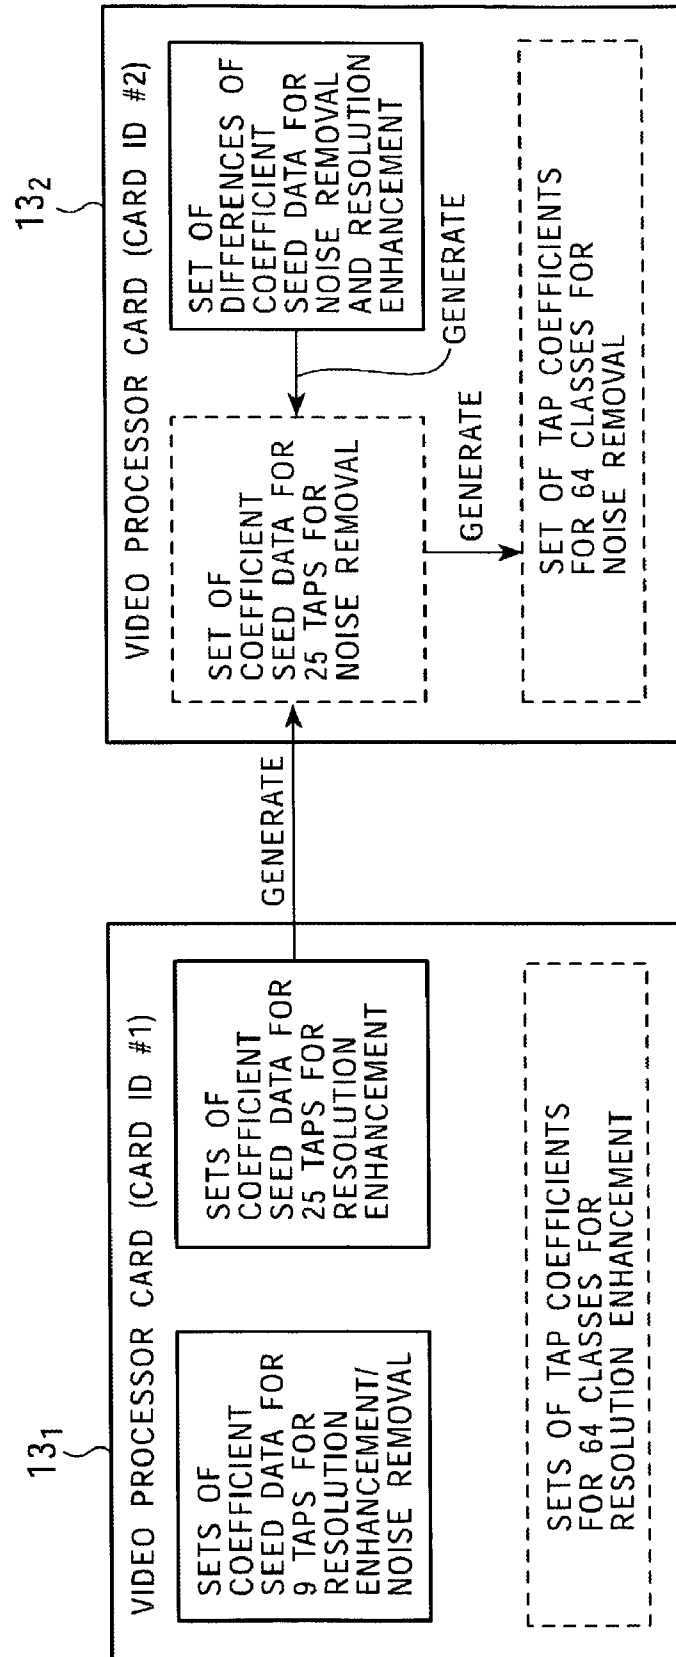 13₁
VIDEO PROCESSOR CARD (CARD ID #1)
SETS OF
COEFFICIENT
SEED DATA FOR
9 TAPS FOR
RESOLUTION
ENHANCEMENT/
NOISE REMOVAL
SETS OF
COEFFICIENT
SEED DATA FOR
25 TAPS FOR
RESOLUTION
ENHANCEMENT
SETS OF TAP COEFFICIENTS
FOR 64 CLASSES FOR
RESOLUTION ENHANCEMENT
GENERATE
13₂
VIDEO PROCESSOR CARD (CARD ID #2)
SET OF
COEFFICIENT
SEED DATA FOR
25 TAPS FOR
NOISE REMOVAL
SET OF
DIFFERENCES OF
COEFFICIENT
SEED DATA FOR
NOISE REMOVAL
AND RESOLUTION
ENHANCEMENT
GENERATE
GENERATE
SET OF TAP COEFFICIENTS
FOR 64 CLASSES FOR
NOISE REMOVAL